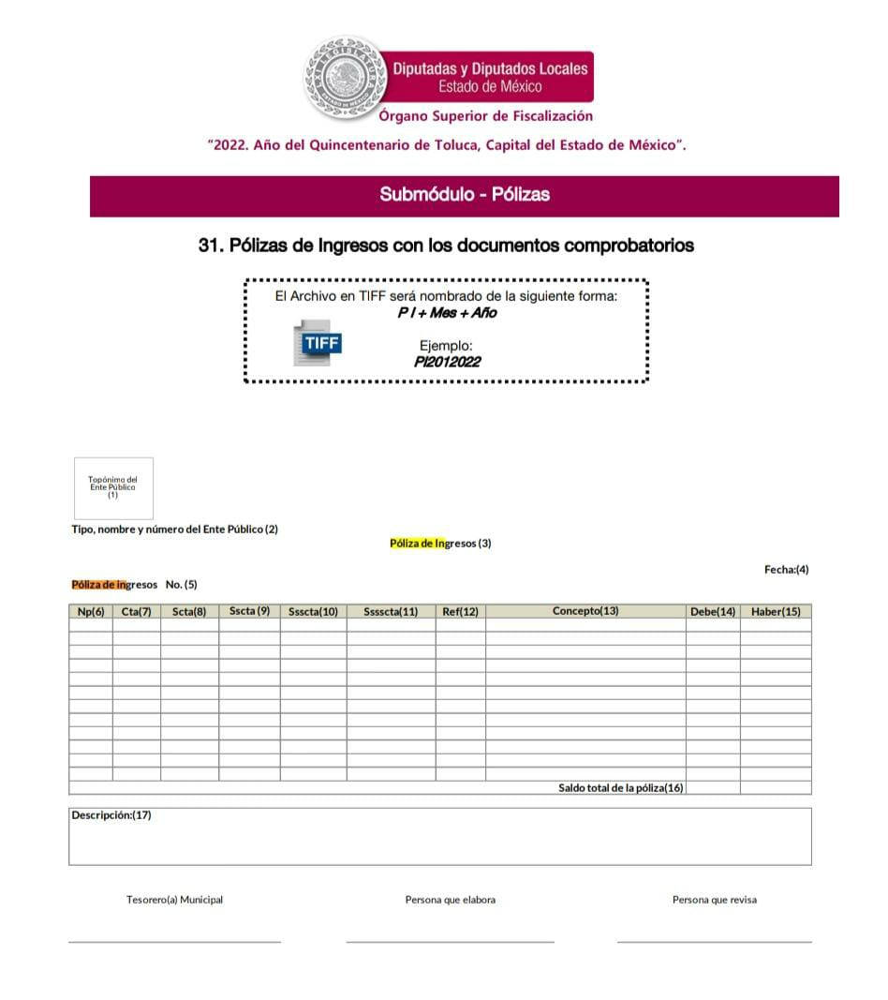 LXI LEGISLATURA
ESTADO DE MÉXICO
Diputadas y Diputados Locales
Estado de México
Órgano Superior de Fiscalización
“2022. Año del Quincentenario de Toluca, Capital del Estado de México”.
Submódulo - Pólizas
31. Pólizas de Ingresos con los documentos comprobatorios
El Archivo en TIFF será nombrado de la siguiente forma:
P I + Mes + Año
TIFF
Ejemplo:
PI2012022
Topónimo del
Ente Público
(1)
Tipo, nombre y número del Ente Público (2)
Póliza de Ingresos (3)
Fecha:(4)
Póliza de ingresos No. (5)
Np(6) Cta(7) Scta(8) Sscta (9) Ssscta(10) Sssscta(11) Ref(12) Concepto(13) Debe(14) Haber(15)
Saldo total de la póliza(16)
Descripción:(17)
Tesorero(a) Municipal Persona que elabora Persona que revisa